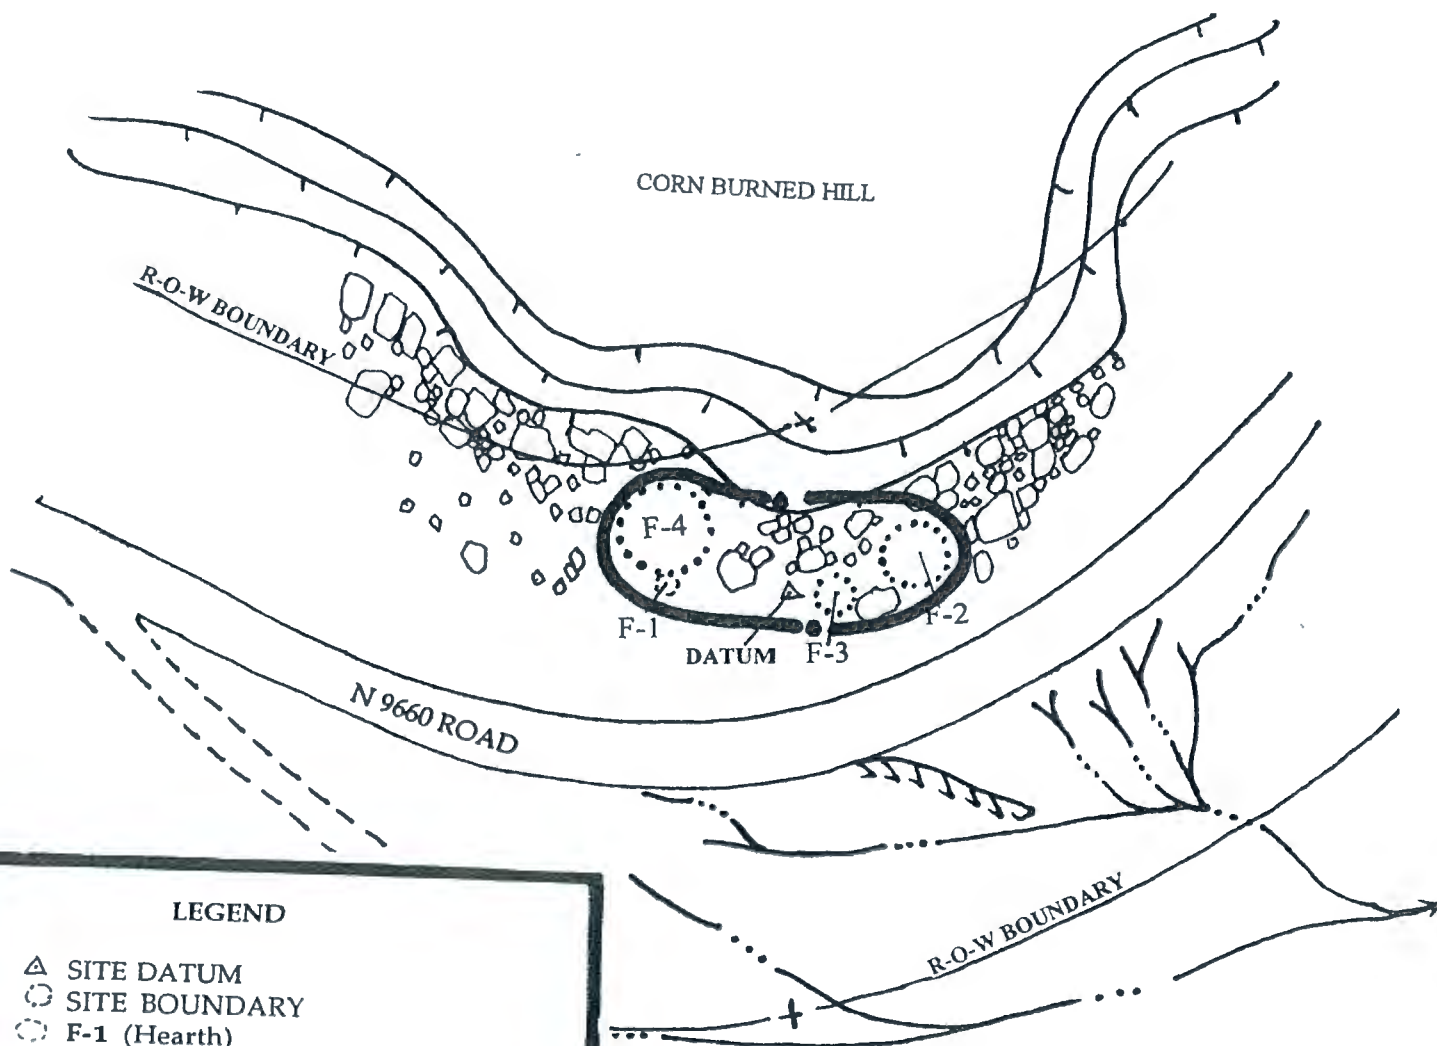 CORN BURNED HILL
R-O-W BOUNDARY
F-4
F-1
F-2
DATUM
F-3
N 9660 ROAD
R-O-W BOUNDARY
LEGEND
SITE DATUM
SITE BOUNDARY
F-1 (Hearth)